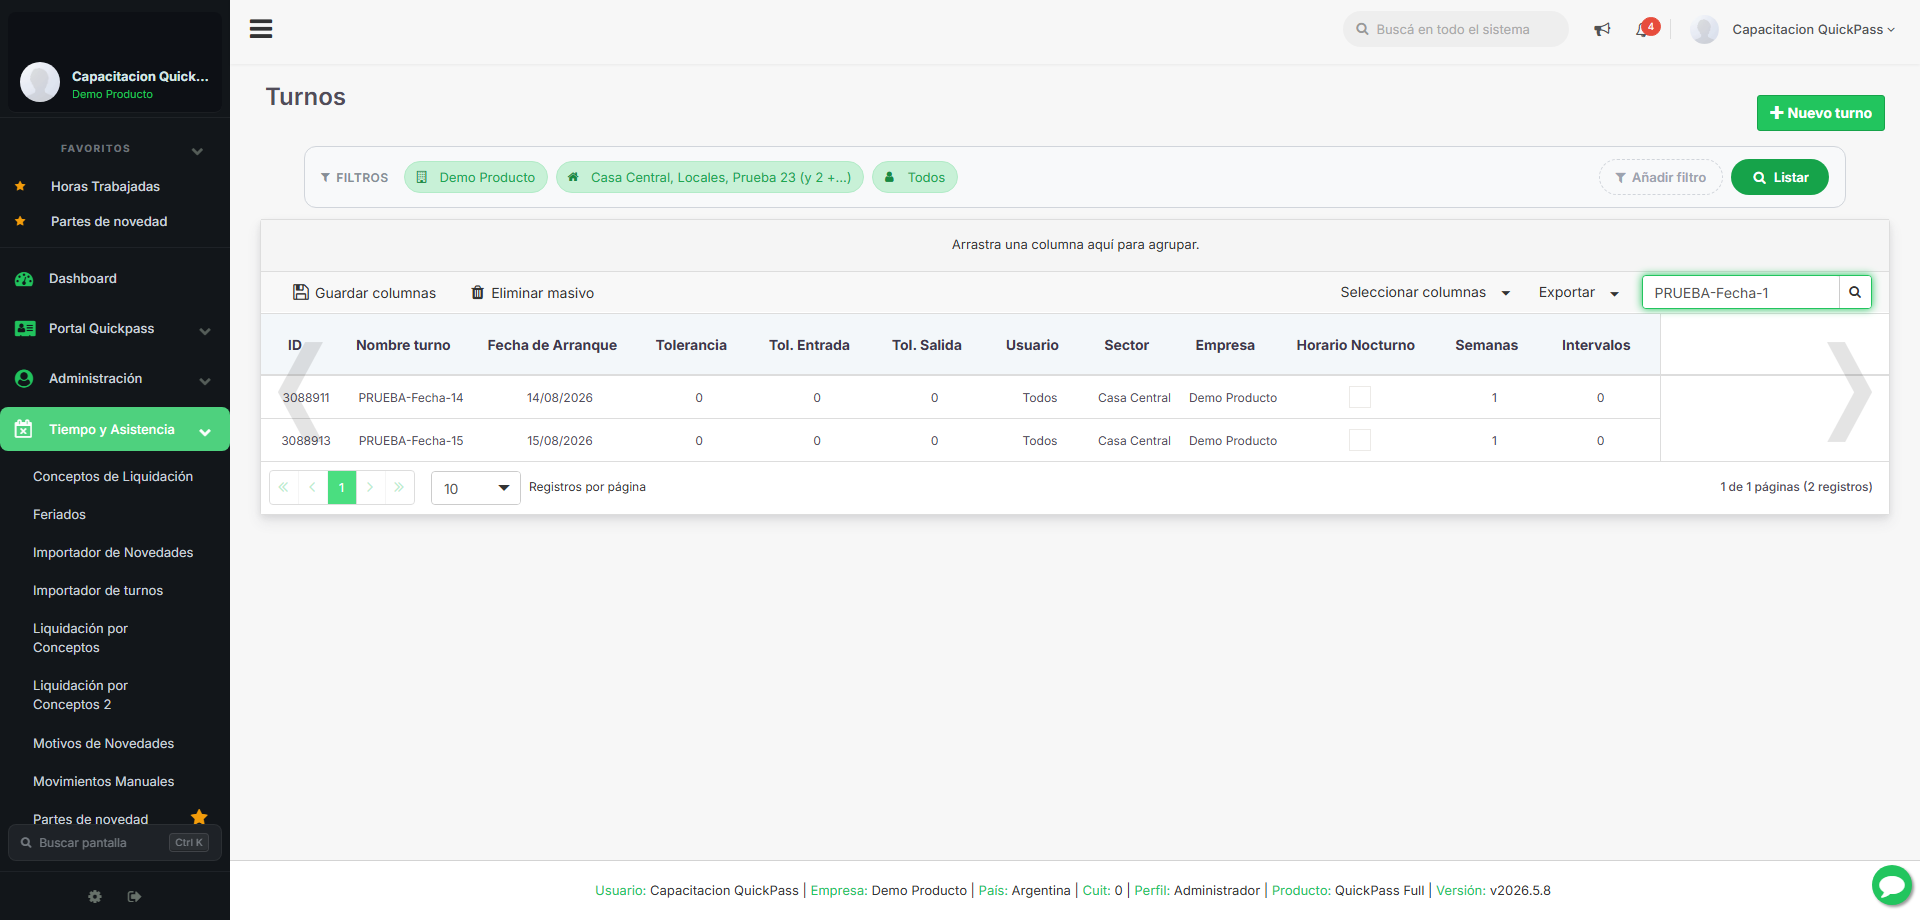 Capacitacion Quick...
Demo Producto
FAVORITOS
Horas Trabajadas
Partes de novedad
Dashboard
Portal Quickpass
Administración
Tiempo y Asistencia
Conceptos de Liquidación
Feriados
Importador de Novedades
Importador de turnos
Liquidación por
Conceptos
Liquidación por
Conceptos 2
Motivos de Novedades
Movimientos Manuales
Partes de novedad
Buscar pantalla Ctrl K
Buscá en todo el sistema 4 Capacitacion QuickPass
Turnos
Nuevo turno
FILTROS Demo Producto Casa Central, Locales, Prueba 23 (y 2 +...) Todos Añadir filtro Listar
Arrastra una columna aquí para agrupar.
Guardar columnas Eliminar masivo Seleccionar columnas Exportar PRUEBA-Fecha-1
ID Nombre turno Fecha de Arranque Tolerancia Tol. Entrada Tol. Salida Usuario Sector Empresa Horario Nocturno Semanas Intervalos
3088911 PRUEBA-Fecha-14 14/08/2026 0 0 0 Todos Casa Central Demo Producto 1 0
3088913 PRUEBA-Fecha-15 15/08/2026 0 0 0 Todos Casa Central Demo Producto 1 0
« ‹ 1 › » 10 Registros por página 1 de 1 páginas (2 registros)
Usuario: Capacitacion QuickPass | Empresa: Demo Producto | País: Argentina | Cuit: 0 | Perfil: Administrador | Producto: QuickPass Full | Versión: v2026.5.8